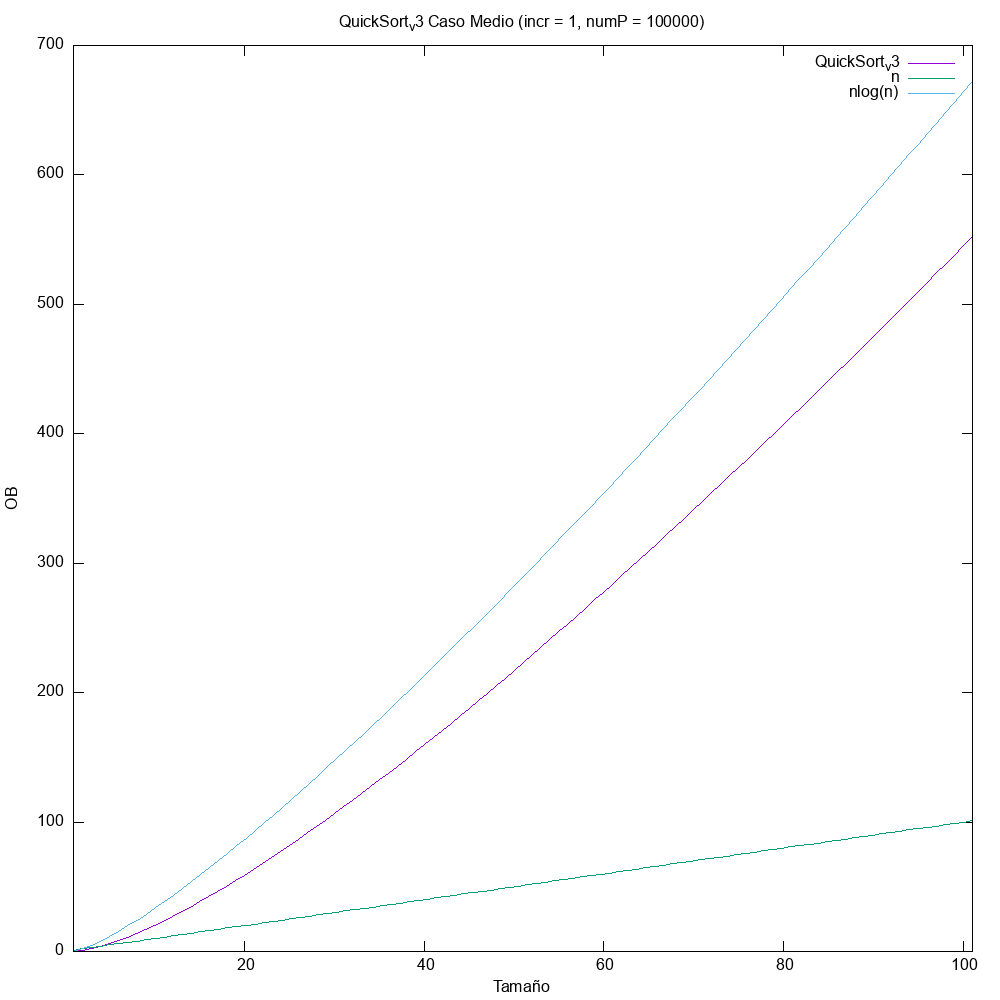 QuickSortᵥ3 Caso Medio (incr = 1, numP = 100000)
700
600
500
400
300
200
100
0
OB
QuickSortᵥ3
n
nlog(n)
20
40
60
80
100
Tamaño